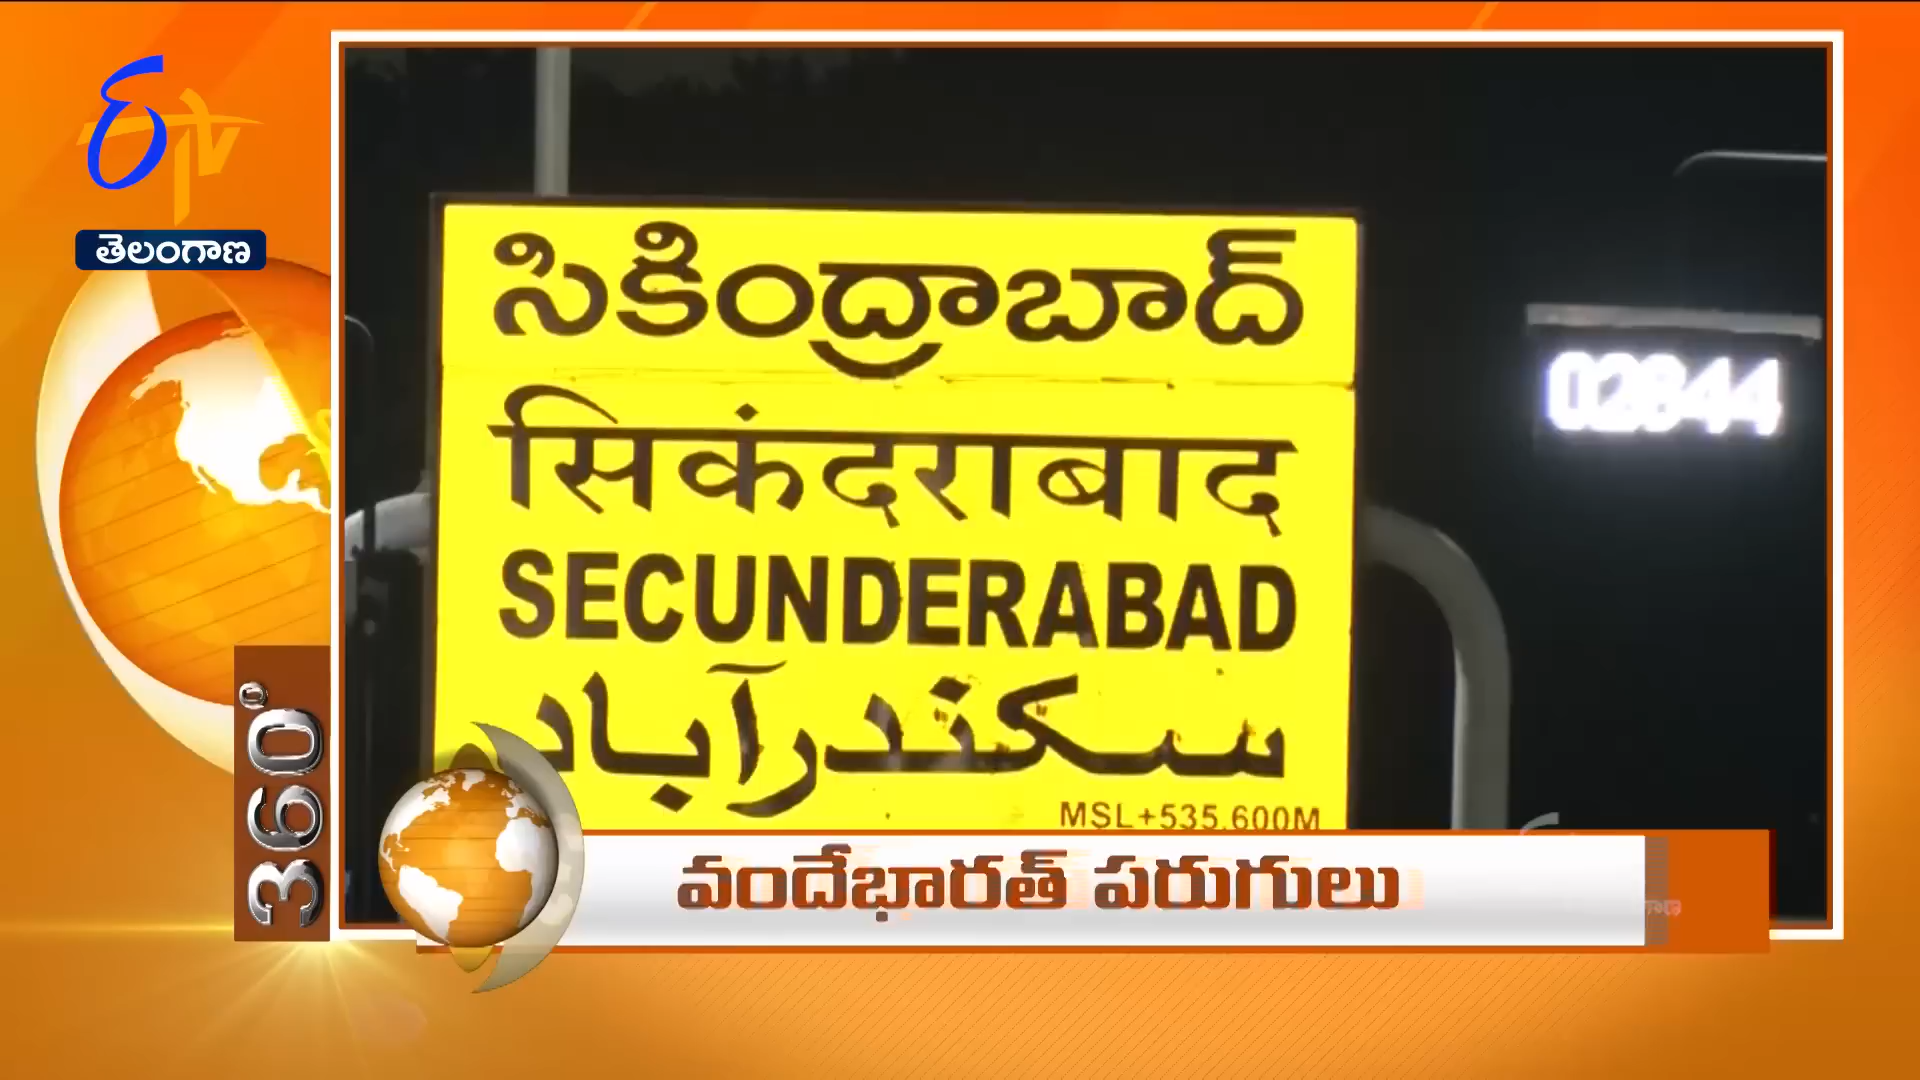 ETV
తెలంగాణ
సికింద్రాబాద్
सिकंदराबाद
SECUNDERABAD
سکندرآباد
MSL+535.600M
02844
360°
వందేభారత్ పరుగులు